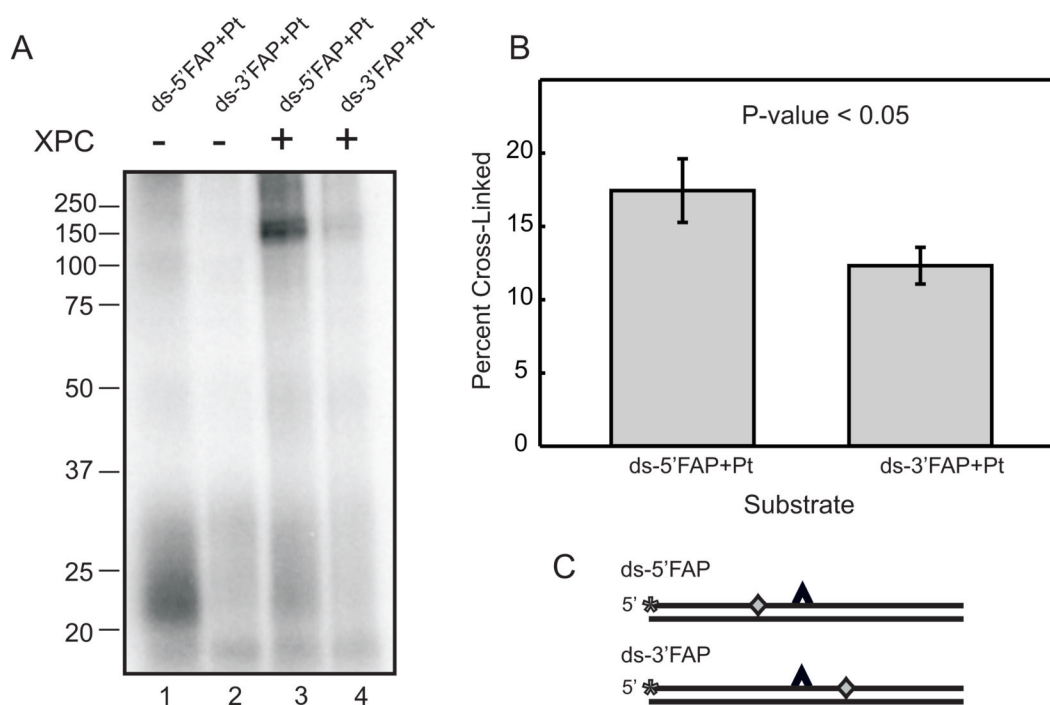 A
ds-5'FAP+Pt
ds-3'FAP+Pt
ds-5'FAP+Pt
ds-3'FAP+Pt
XPC - - + +
250
150
100
75
50
37
25
20
1 2 3 4
B
P-value < 0.05
Percent Cross-Linked
20
15
10
5
0
ds-5'FAP+Pt ds-3'FAP+Pt
Substrate
C
ds-5'FAP
5' *
ds-3'FAP
5' *